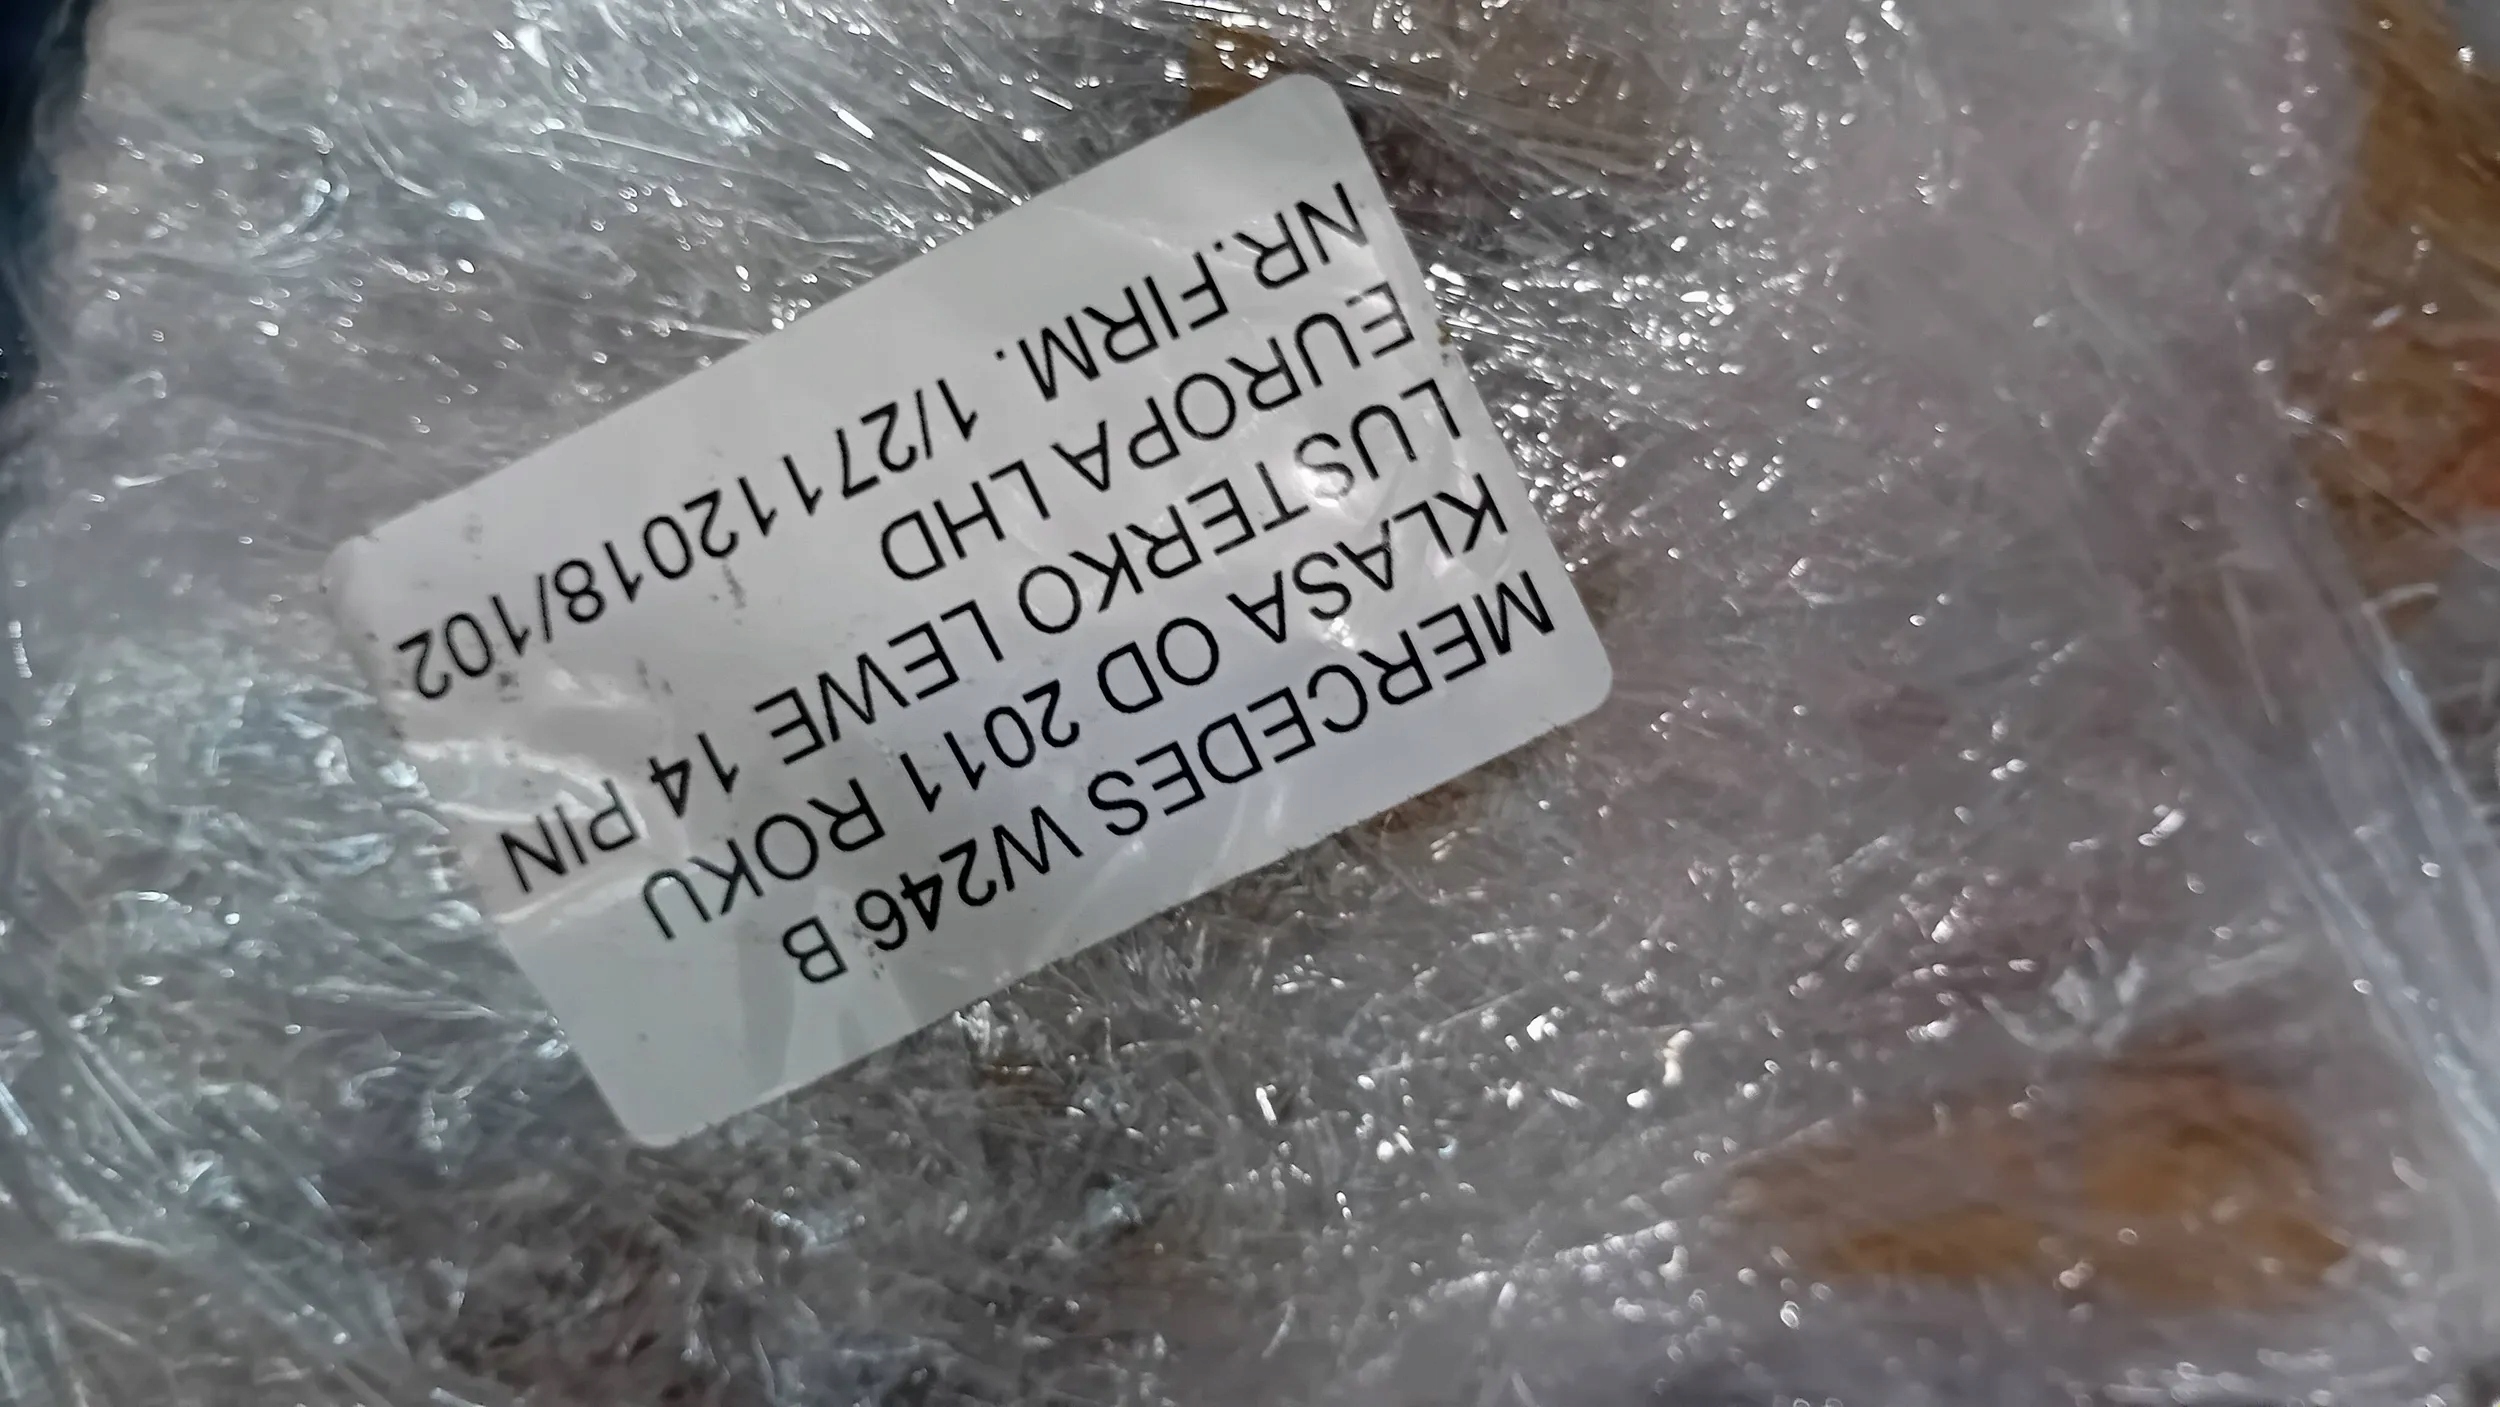 MERCEDES W246 B
KLASA OD 2011 ROKU
LUSTERKO LEWE 14 PIN
EUROPA LHD
NR.FIRM. 1/27112018/102